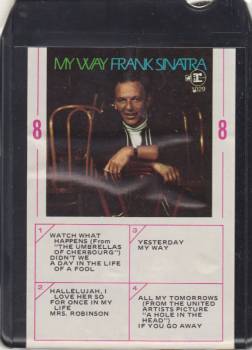 MY WAY FRANK SINATRA
1029
8 8
1
WATCH WHAT
HAPPENS (From
"THE UMBRELLAS
OF CHERBOURG")
DIDN'T WE
A DAY IN THE LIFE
OF A FOOL
2
HALLELUJAH, I
LOVE HER SO
FOR ONCE IN MY
LIFE
MRS. ROBINSON
3
YESTERDAY
MY WAY
4
ALL MY TOMORROWS
(FROM THE UNITED
ARTISTS PICTURE
"A HOLE IN THE
HEAD")
IF YOU GO AWAY